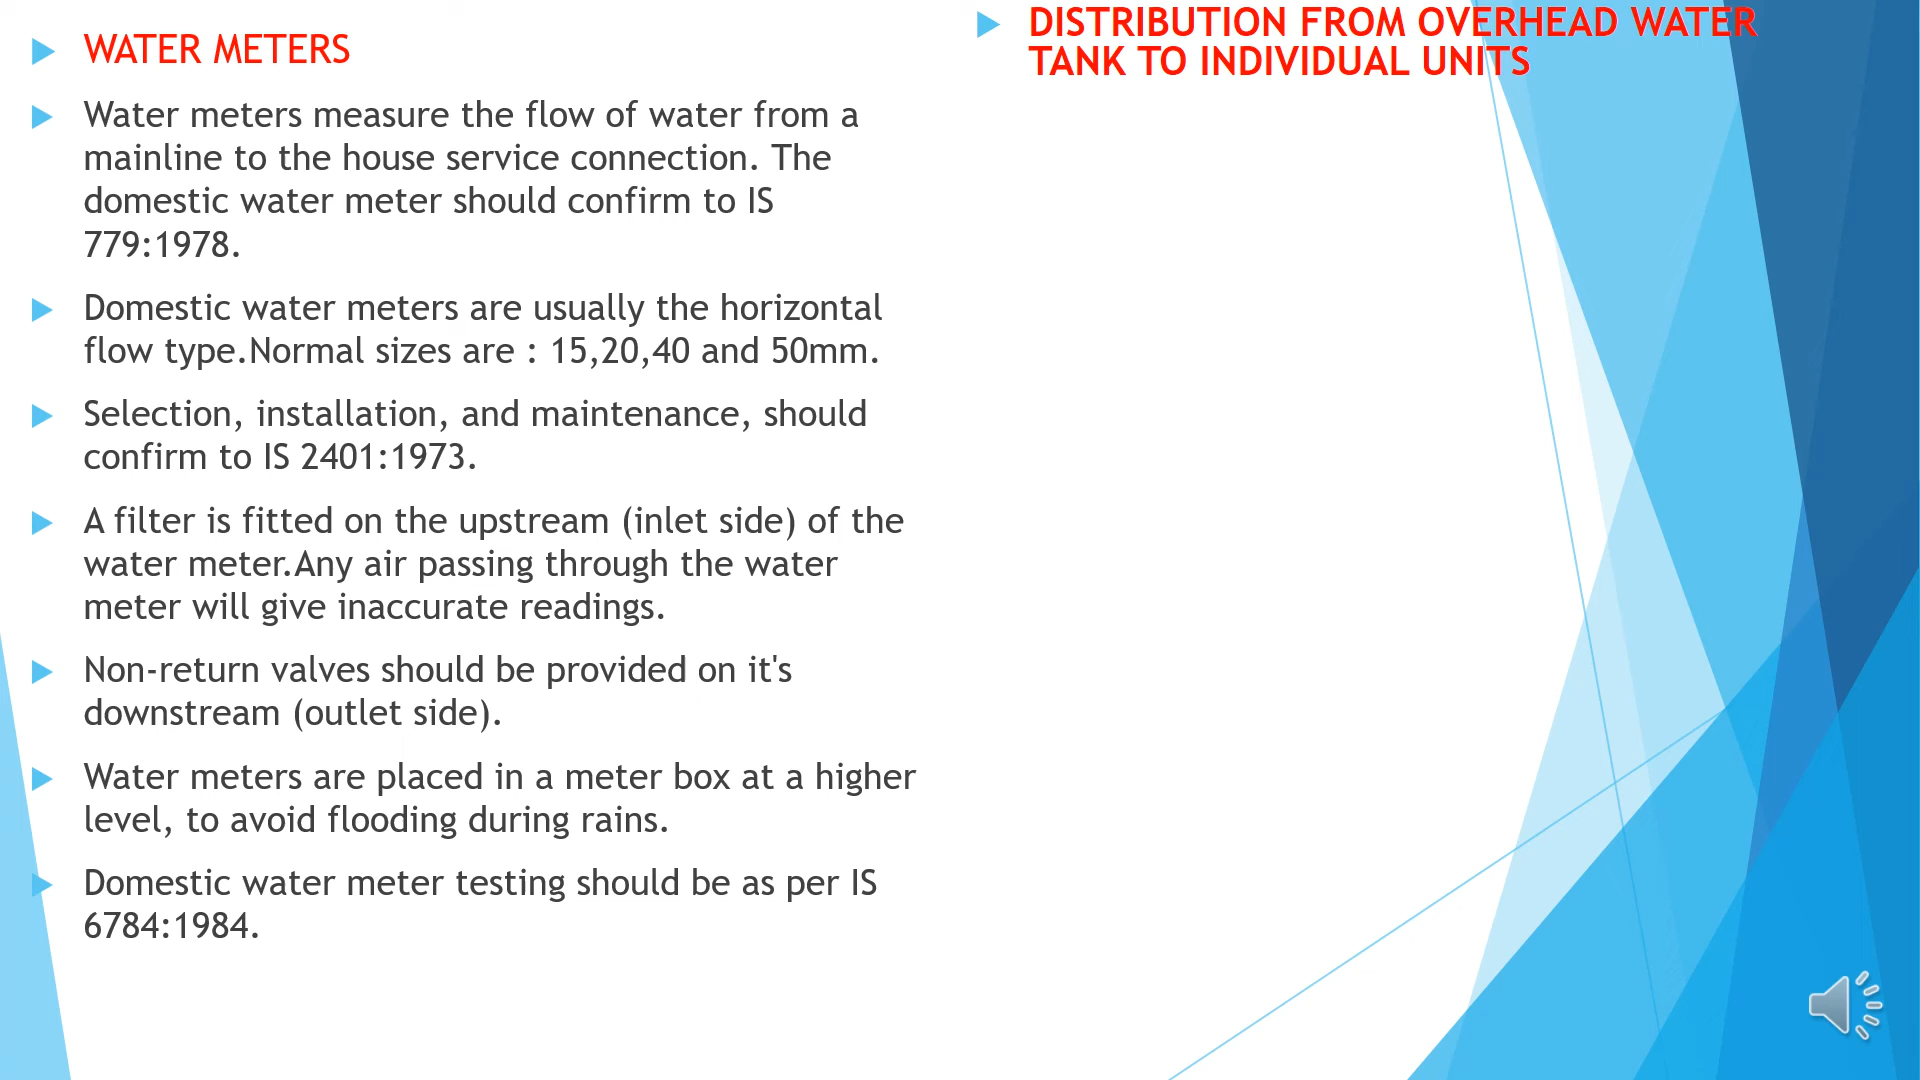 WATER METERS
Water meters measure the flow of water from a
mainline to the house service connection. The
domestic water meter should confirm to IS
779:1978.
Domestic water meters are usually the horizontal
flow type.Normal sizes are : 15,20,40 and 50mm.
Selection, installation, and maintenance, should
confirm to IS 2401:1973.
A filter is fitted on the upstream (inlet side) of the
water meter.Any air passing through the water
meter will give inaccurate readings.
Non-return valves should be provided on it's
downstream (outlet side).
Water meters are placed in a meter box at a higher
level, to avoid flooding during rains.
Domestic water meter testing should be as per IS
6784:1984.
DISTRIBUTION FROM OVERHEAD WATER
TANK TO INDIVIDUAL UNITS